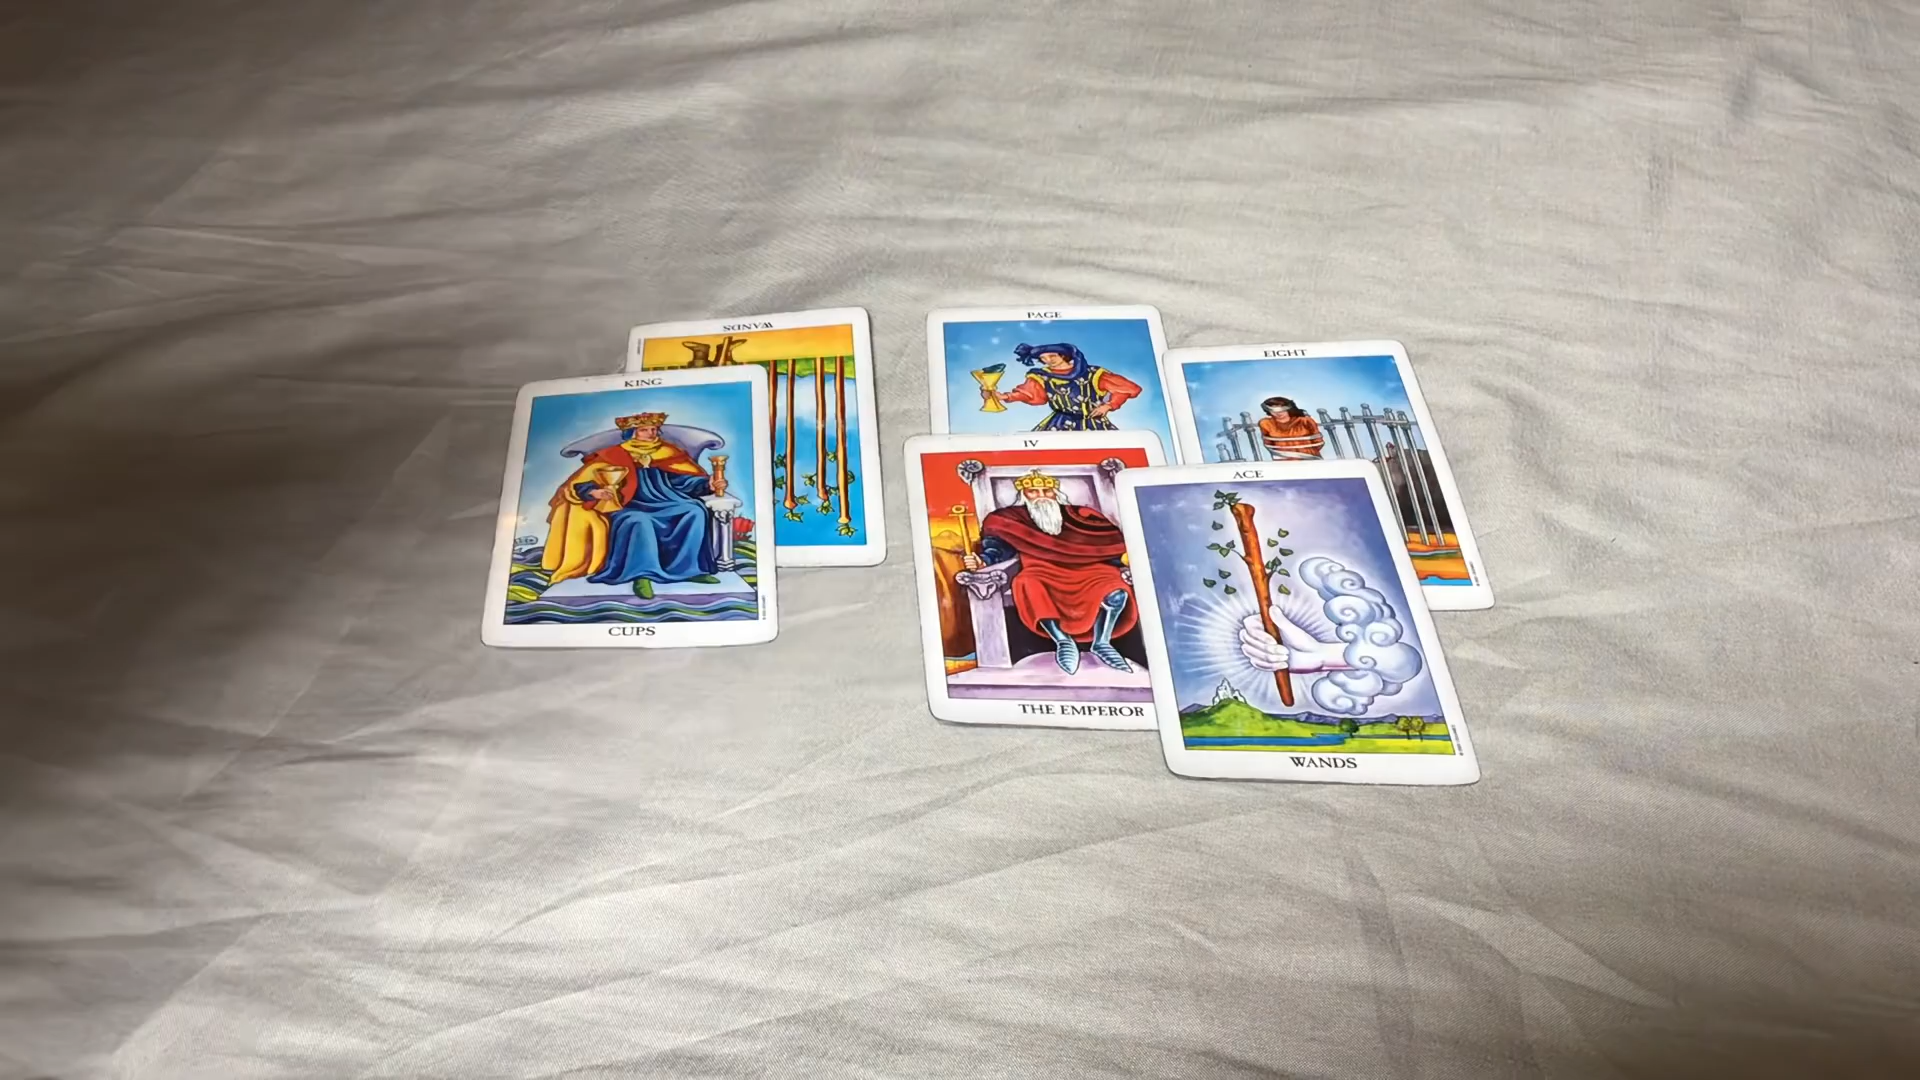 WANDS
KING
CUPS
PAGE
EIGHT
IV
THE EMPEROR
ACE
WANDS